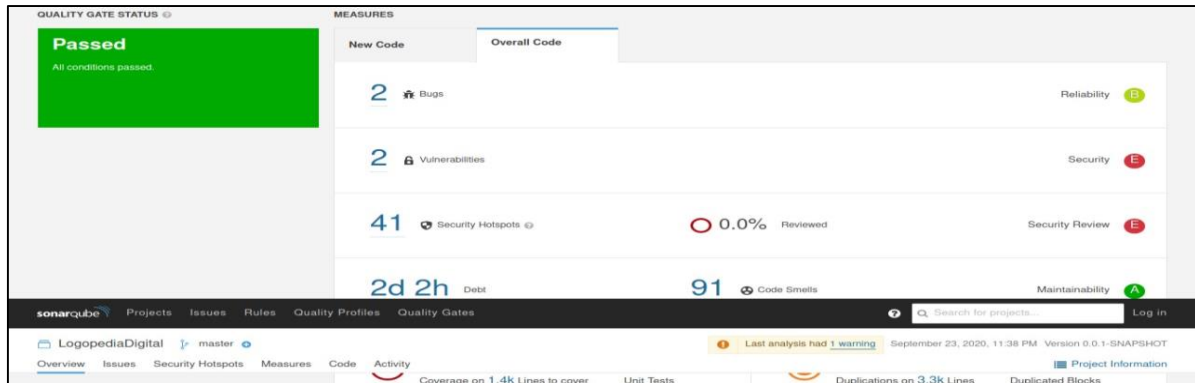 QUALITY GATE STATUS
MEASURES
Passed
All conditions passed.
New Code
Overall Code
2 Bugs
Reliability B
2 Vulnerabilities
Security E
41 Security Hotspots
0.0% Reviewed
Security Review E
2d 2h Debt
91 Code Smells
Maintainability A
sonarqube Projects Issues Rules Quality Profiles Quality Gates
? Search for projects... Log in
LogopediaDigital master
Last analysis had 1 warning September 23, 2020, 11:38 PM Version 0.0.1-SNAPSHOT
Overview Issues Security Hotspots Measures Code Activity
Project Information
Coverage on 1.4k Lines to cover
Unit Tests
Duplications on 3.3k Lines
Duplicated Blocks